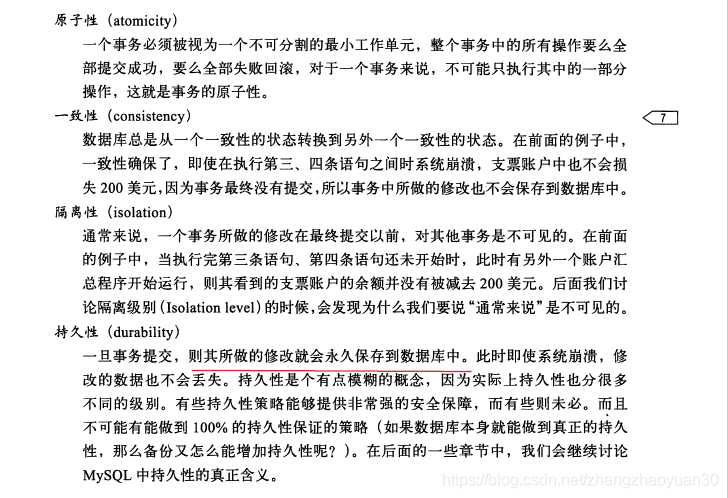 原子性（atomicity）
一个事务必须被视为一个不可分割的最小工作单元，整个事务中的所有操作要么全
部提交成功，要么全部失败回滚，对于一个事务来说，不可能只执行其中的一部分
操作，这就是事务的原子性。
一致性（consistency）
7
数据库总是从一个一致性的状态转换到另外一个一致性的状态。在前面的例子中，
一致性确保了，即使在执行第三、四条语句之间时系统崩溃，支票账户中也不会损
失 200 美元，因为事务最终没有提交，所以事务中所做的修改也不会保存到数据库中。
隔离性（isolation）
通常来说，一个事务所做的修改在最终提交以前，对其他事务是不可见的。在前面
的例子中，当执行完第三条语句、第四条语句还未开始时，此时有另外一个账户汇
总程序开始运行，则其看到的支票账户的余额并没有被减去 200 美元。后面我们讨
论隔离级别（Isolation level）的时候，会发现为什么我们要说“通常来说”是不可见的。
持久性（durability）
一旦事务提交，则其所做的修改就会永久保存到数据库中。此时即使系统崩溃，修
改的数据也不会丢失。持久性是个有点模糊的概念，因为实际上持久性也分很多
不同的级别。有些持久性策略能够提供非常强的安全保障，而有些则未必。而且
不可能有能做到 100% 的持久性保证的策略（如果数据库本身就能做到真正的持久
性，那么备份又怎么能增加持久性呢？）。在后面的一些章节中，我们会继续讨论
MySQL 中持久性的真正含义。
https://blog.csdn.net/zhangzhaoyuan30